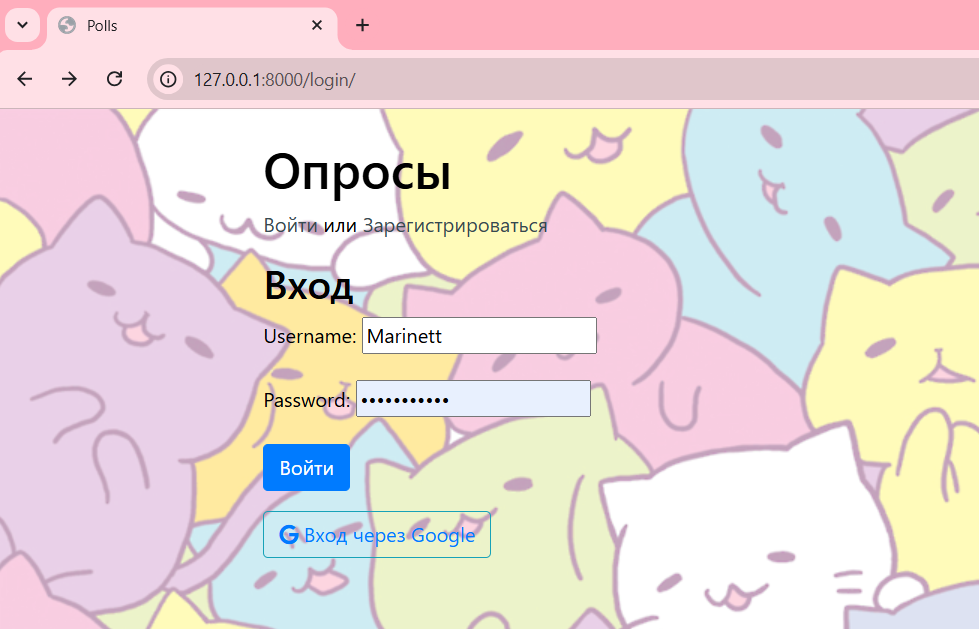 Polls
127.0.0.1:8000/login/
Опросы
Войти или Зарегистрироваться
Вход
Username: Marinett
Password: •••••••••••
Войти
Вход через Google